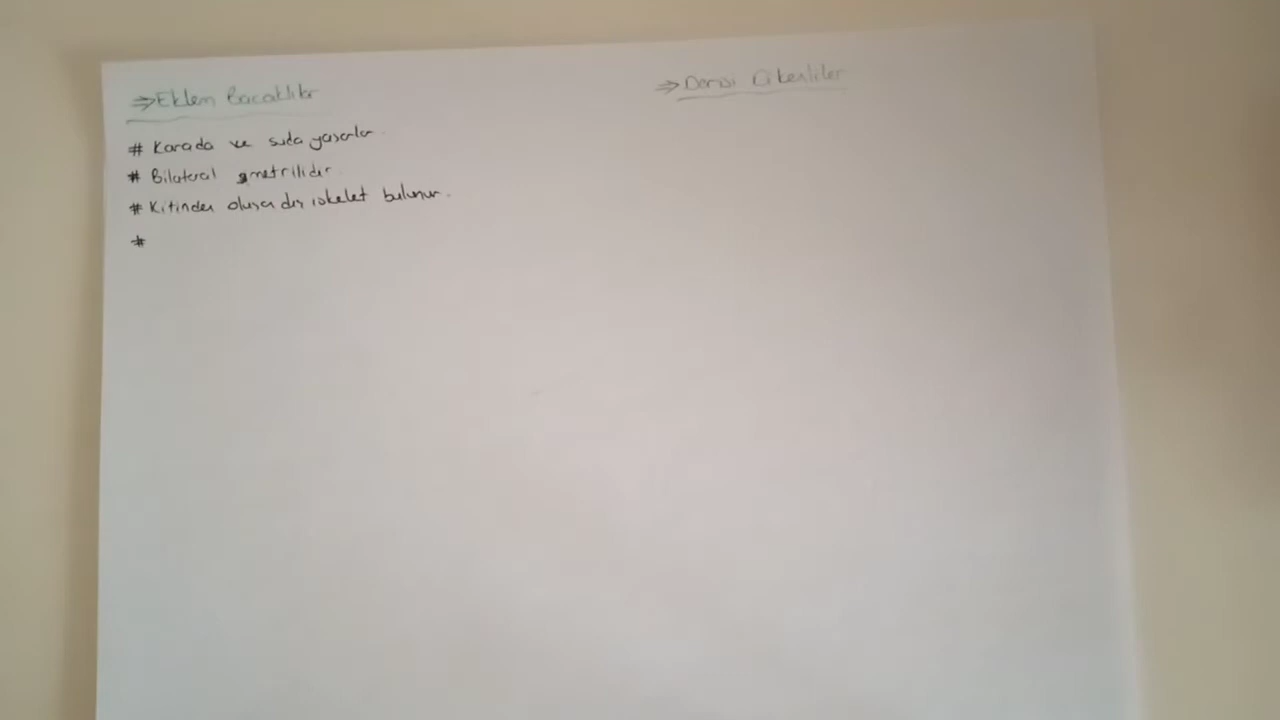 ⇒ Eklem Bacaklılar
# Karada ve suda yaşarlar.
# Bilateral simetrilidir.
# Kitinden oluşan dış iskelet bulunur.
#
⇒ Derisi Dikenliler